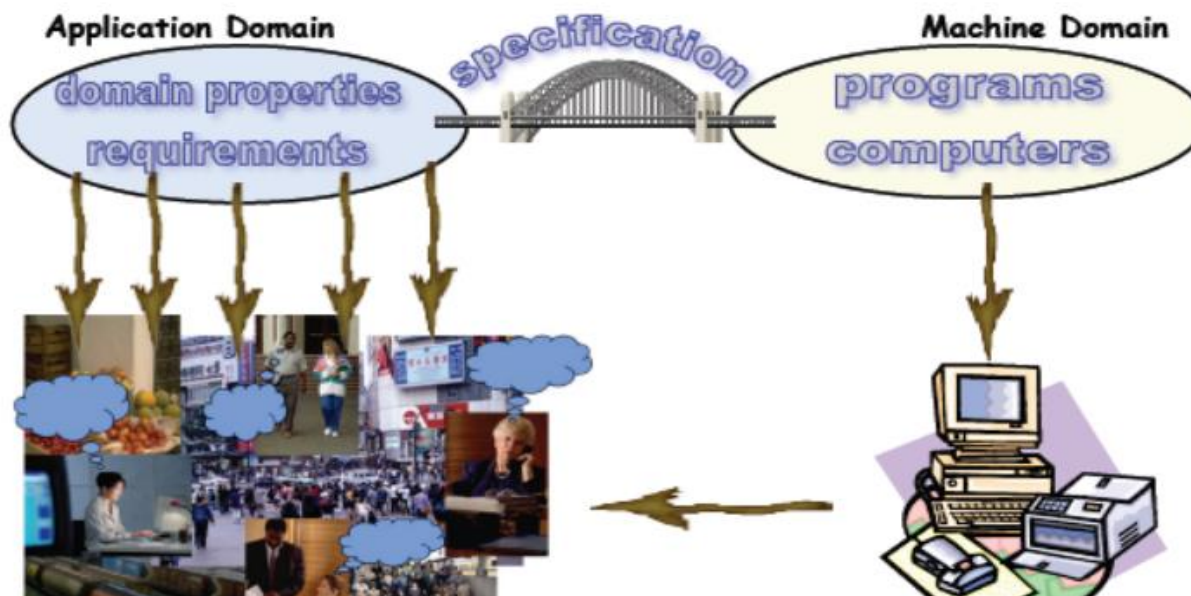 Application Domain
specification
Machine Domain
domain properties
requirements
programs
computers